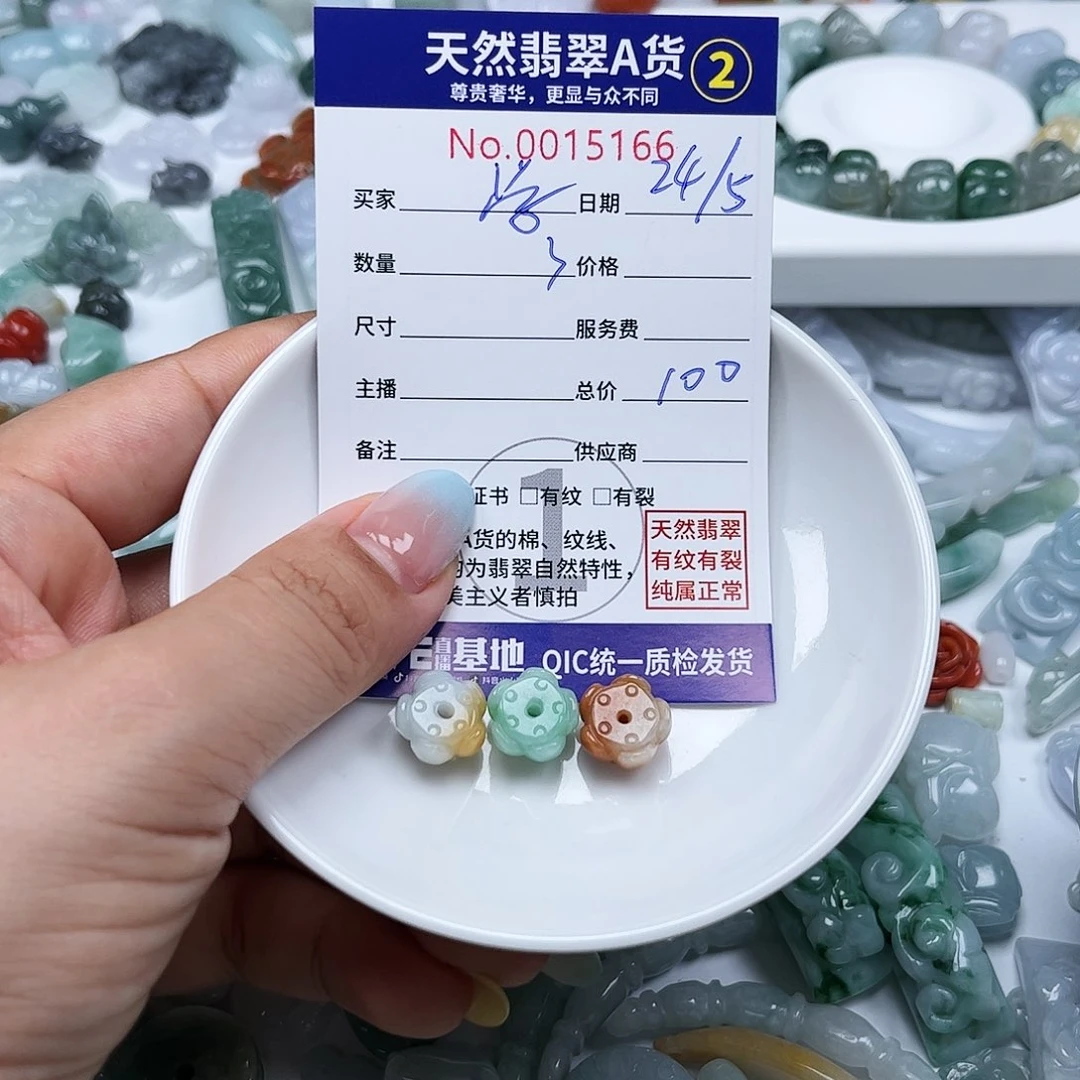 天然翡翠A货 2
尊贵奢华，更显与众不同
No.0015166
买家 日期 24/5
数量 3 价格
尺寸 服务费
主播 总价 100
备注 供应商
证书 □有纹 □有裂
A货的棉、纹线、
为翡翠自然特性，
美主义者慎拍
1
天然翡翠
有纹有裂
纯属正常
直播基地 QIC统一质检发货